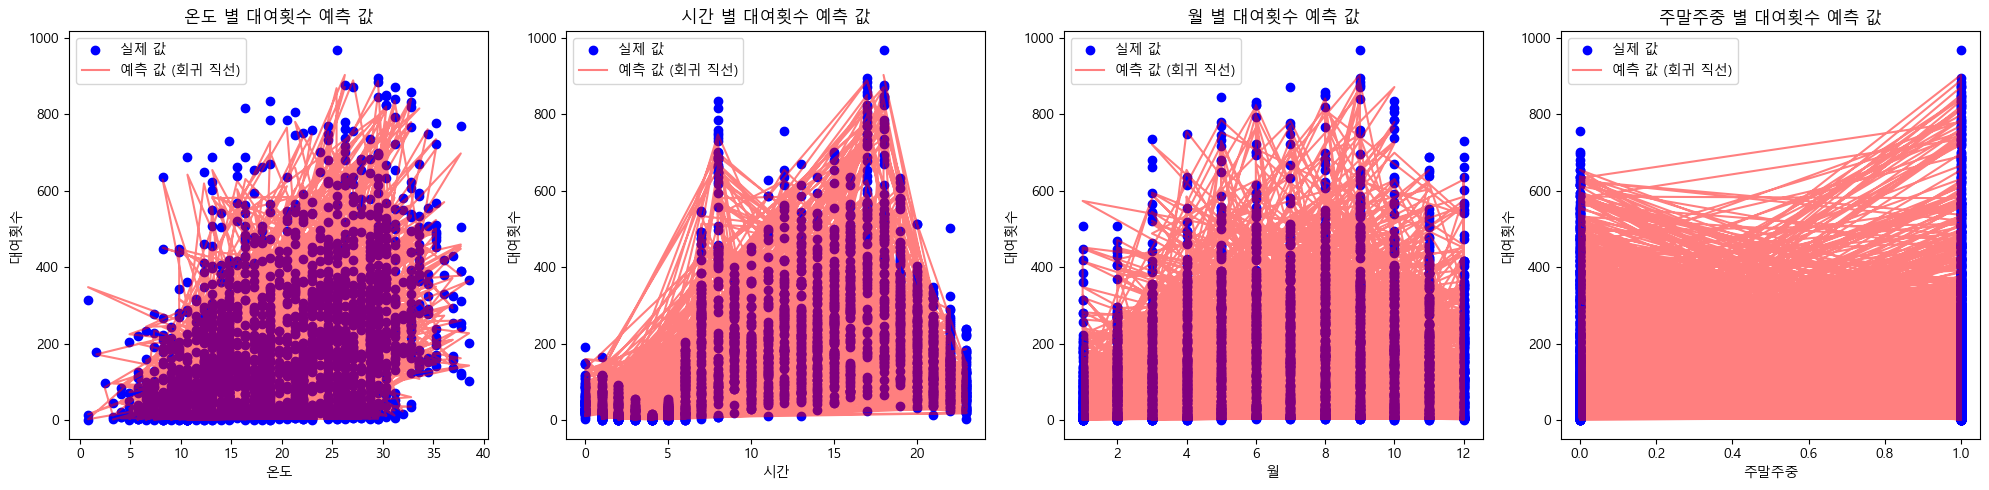 온도 별 대여횟수 예측 값
1000
800
600
400
200
0
대여횟수
실제 값
예측 값 (회귀 직선)
0 5 10 15 20 25 30 35 40
온도
시간 별 대여횟수 예측 값
1000
800
600
400
200
0
대여횟수
실제 값
예측 값 (회귀 직선)
0 5 10 15 20
시간
월 별 대여횟수 예측 값
1000
800
600
400
200
0
대여횟수
실제 값
예측 값 (회귀 직선)
2 4 6 8 10 12
월
주말주중 별 대여횟수 예측 값
1000
800
600
400
200
0
대여횟수
실제 값
예측 값 (회귀 직선)
0.0 0.2 0.4 0.6 0.8 1.0
주말주중